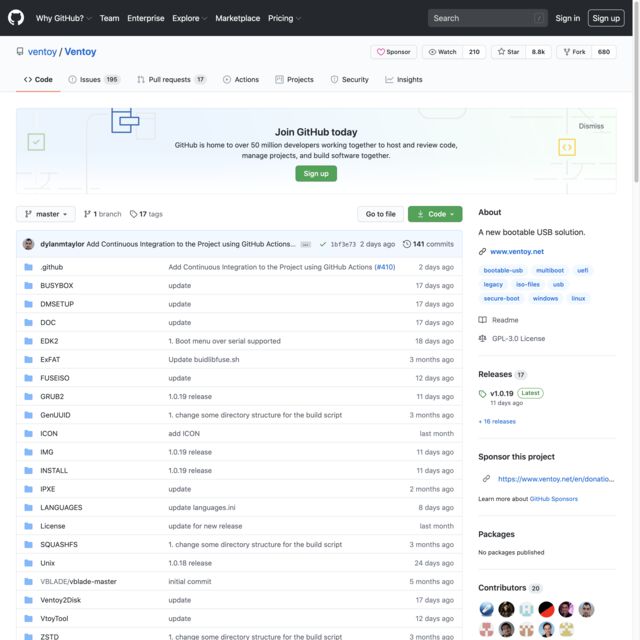 Why GitHub? Team Enterprise Explore Marketplace Pricing Search / Sign in Sign up
ventoy / Ventoy Sponsor Watch 210 Star 8.8k Fork 680
Code Issues 195 Pull requests 17 Actions Projects Security Insights
Join GitHub today
Dismiss
GitHub is home to over 50 million developers working together to host and review code,
manage projects, and build software together.
Sign up
master 1 branch 17 tags Go to file Code
dylanmtaylor Add Continuous Integration to the Project using GitHub Actions... ... 1bf3e73 2 days ago 141 commits
.github Add Continuous Integration to the Project using GitHub Actions (#410) 2 days ago
BUSYBOX update 17 days ago
DMSETUP update 17 days ago
DOC update 17 days ago
EDK2 1. Boot menu over serial supported 18 days ago
ExFAT Update buidlibfuse.sh 3 months ago
FUSEISO update 12 days ago
GRUB2 1.0.19 release 11 days ago
GenUUID 1. change some directory structure for the build script 3 months ago
ICON add ICON last month
IMG 1.0.19 release 11 days ago
INSTALL 1.0.19 release 11 days ago
IPXE update 2 months ago
LANGUAGES update languages.ini 8 days ago
License update for new release last month
SQUASHFS 1. change some directory structure for the build script 3 months ago
Unix 1.0.18 release 24 days ago
VBLADE/vblade-master initial commit 5 months ago
Ventoy2Disk update 17 days ago
VtoyTool update 12 days ago
ZSTD 1. change some directory structure for the build script 3 months ago
About
A new bootable USB solution.
www.ventoy.net
bootable-usb multiboot uefi
legacy iso-files usb
secure-boot windows linux
Readme
GPL-3.0 License
Releases 17
v1.0.19 Latest
11 days ago
+ 16 releases
Sponsor this project
https://www.ventoy.net/en/donatio...
Learn more about GitHub Sponsors
Packages
No packages published
Contributors 20